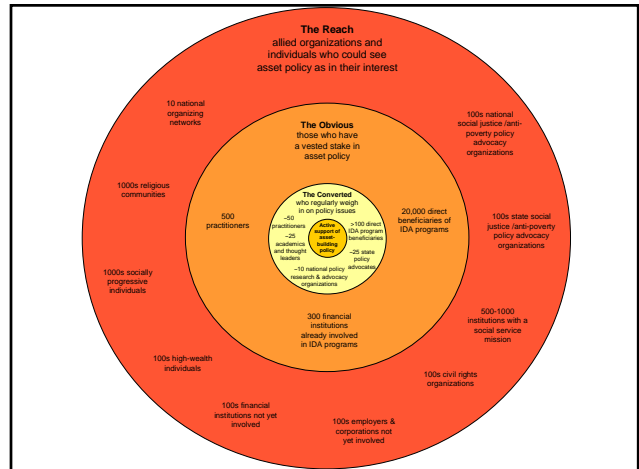 The Reach
allied organizations and
individuals who could see
asset policy as in their interest
10 national
organizing
networks
100s national
social justice /anti-
poverty policy
advocacy
organizations
The Obvious
those who have
a vested stake in
asset policy
1000s religious
communities
500
practitioners
The Converted
who regularly weigh
in on policy issues
~50
practitioners
~25
academics
and thought
leaders
Active
support of
asset-
building
policy
>100 direct
IDA program
beneficiaries
~25 state
policy
advocates
~10 national policy
research & advocacy
organizations
20,000 direct
beneficiaries of
IDA programs
100s state social
justice /anti-poverty
policy advocacy
organizations
1000s socially
progressive
individuals
300 financial
institutions
already involved
in IDA programs
500-1000
institutions with a
social service
mission
100s high-wealth
individuals
100s civil rights
organizations
100s financial
institutions not yet
involved
100s employers &
corporations not
yet involved